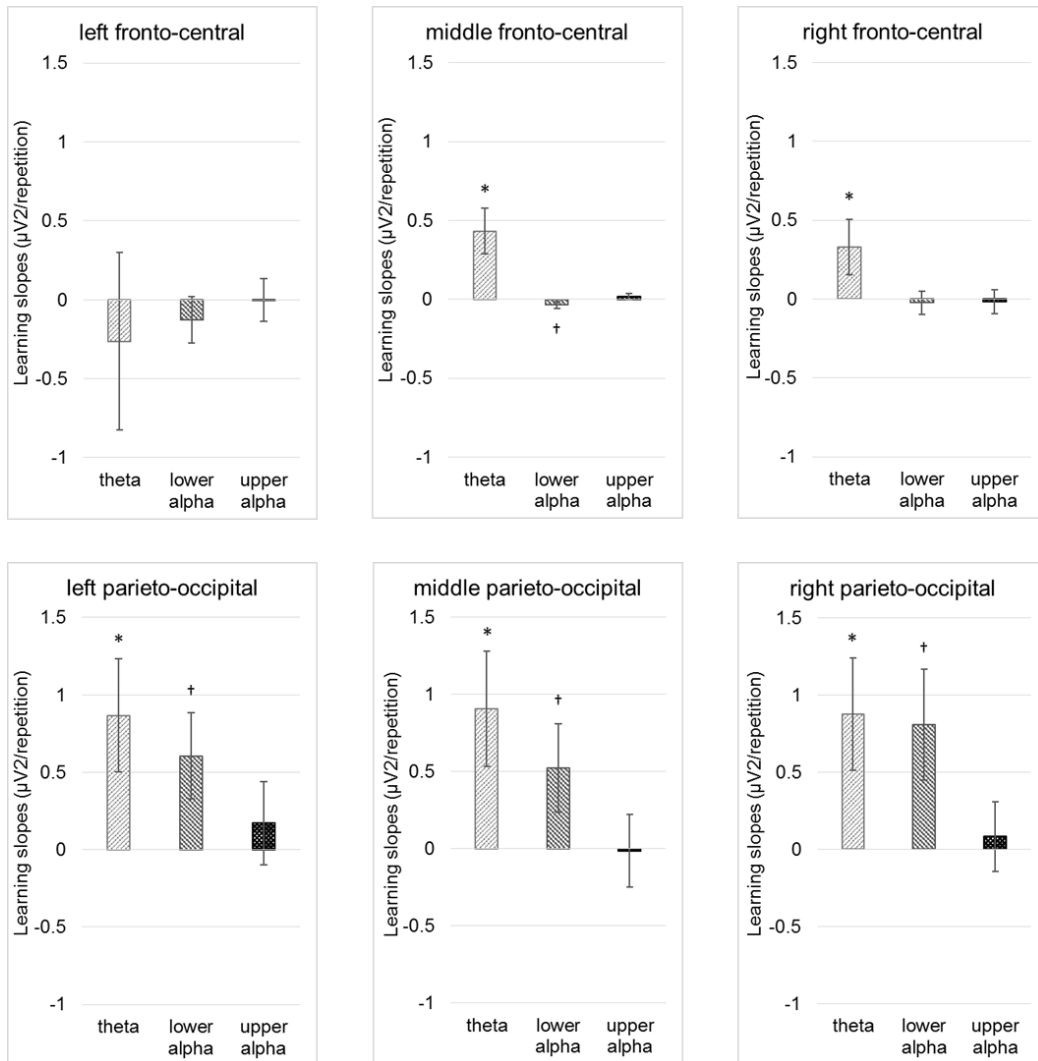 left fronto-central
Learning slopes (µV2/repetition)
1.5
1
0.5
*
0
-0.5
-1
theta
lower alpha
upper alpha
middle fronto-central
Learning slopes (µV2/repetition)
1.5
1
0.5
*
0
†
-0.5
-1
theta
lower alpha
upper alpha
right fronto-central
Learning slopes (µV2/repetition)
1.5
1
0.5
*
0
-0.5
-1
theta
lower alpha
upper alpha
left parieto-occipital
Learning slopes (µV2/repetition)
1.5
*
†
1
0.5
0
-0.5
-1
theta
lower alpha
upper alpha
middle parieto-occipital
Learning slopes (µV2/repetition)
1.5
*
†
1
0.5
0
-0.5
-1
theta
lower alpha
upper alpha
right parieto-occipital
Learning slopes (µV2/repetition)
1.5
*
†
1
0.5
0
-0.5
-1
theta
lower alpha
upper alpha